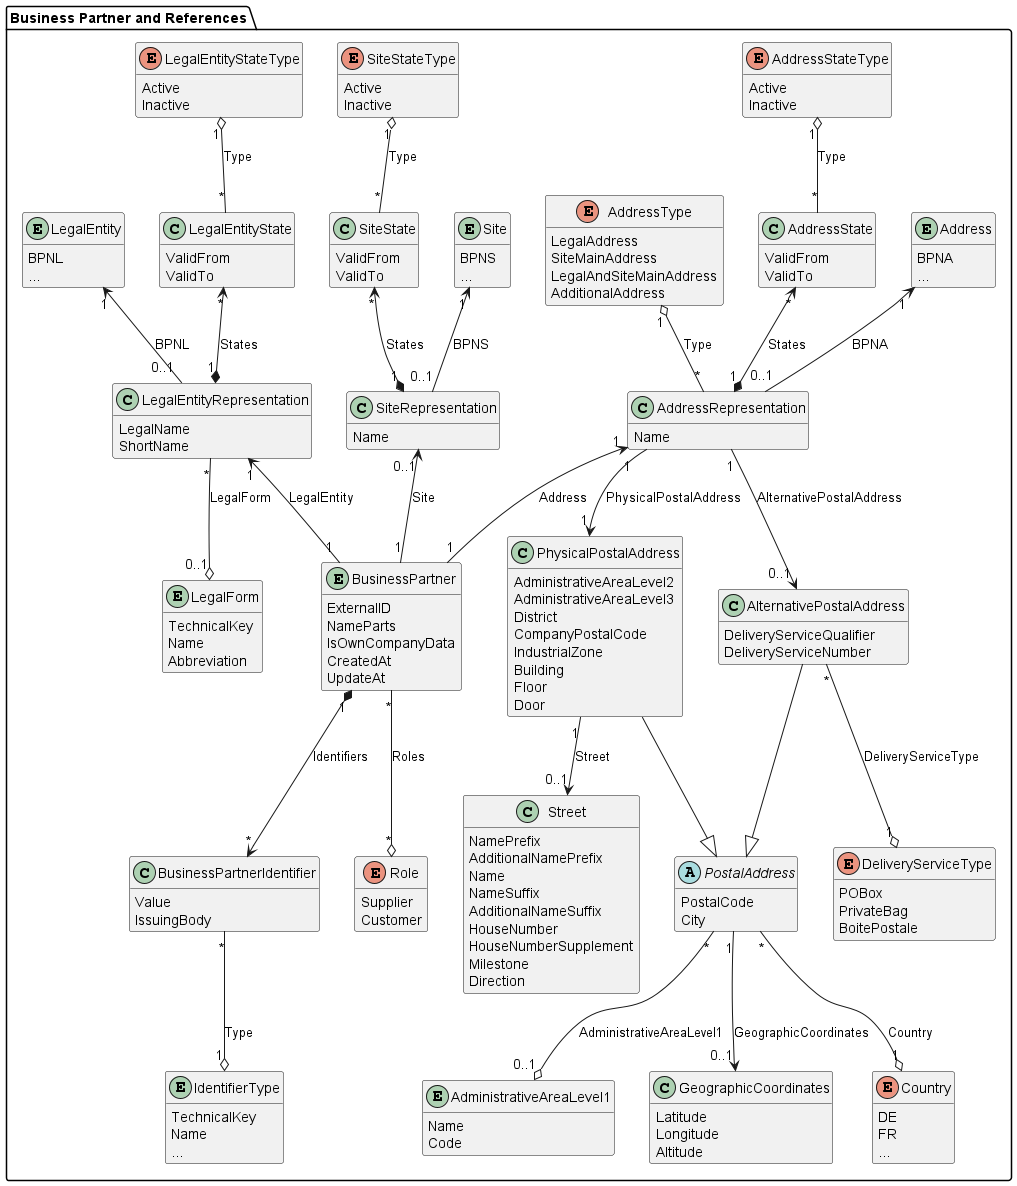 Business Partner and References
E LegalEntityStateType
Active
Inactive
E SiteStateType
Active
Inactive
E AddressStateType
Active
Inactive
1
1
1
Type
Type
Type
*
*
*
E LegalEntity
BPNL
...
C LegalEntityState
ValidFrom
ValidTo
C SiteState
ValidFrom
ValidTo
E Site
BPNS
...
E AddressType
LegalAddress
SiteMainAddress
LegalAndSiteMainAddress
AdditionalAddress
C AddressState
ValidFrom
ValidTo
E Address
BPNA
...
1
*
*
1
1
*
1
BPNL
States
States
BPNS
Type
States
BPNA
0..1
1
1
0..1
*
1
0..1
C LegalEntityRepresentation
LegalName
ShortName
C SiteRepresentation
Name
C AddressRepresentation
Name
*
1
0..1
1
1
1
LegalForm
LegalEntity
Site
Address
PhysicalPostalAddress
AlternativePostalAddress
0..1
1
1
1
1
0..1
E LegalForm
TechnicalKey
Name
Abbreviation
E BusinessPartner
ExternalID
NameParts
IsOwnCompanyData
CreatedAt
UpdateAt
C PhysicalPostalAddress
AdministrativeAreaLevel2
AdministrativeAreaLevel3
District
CompanyPostalCode
IndustrialZone
Building
Floor
Door
C AlternativePostalAddress
DeliveryServiceQualifier
DeliveryServiceNumber
1
*
1
*
Identifiers
Roles
Street
DeliveryServiceType
*
*
0..1
1
C BusinessPartnerIdentifier
Value
IssuingBody
E Role
Supplier
Customer
C Street
NamePrefix
AdditionalNamePrefix
Name
NameSuffix
AdditionalNameSuffix
HouseNumber
HouseNumberSupplement
Milestone
Direction
A PostalAddress
PostalCode
City
E DeliveryServiceType
POBox
PrivateBag
BoitePostale
*
*
1
*
Type
AdministrativeAreaLevel1
GeographicCoordinates
Country
1
0..1
0..1
1
E IdentifierType
TechnicalKey
Name
...
E AdministrativeAreaLevel1
Name
Code
C GeographicCoordinates
Latitude
Longitude
Altitude
E Country
DE
FR
...